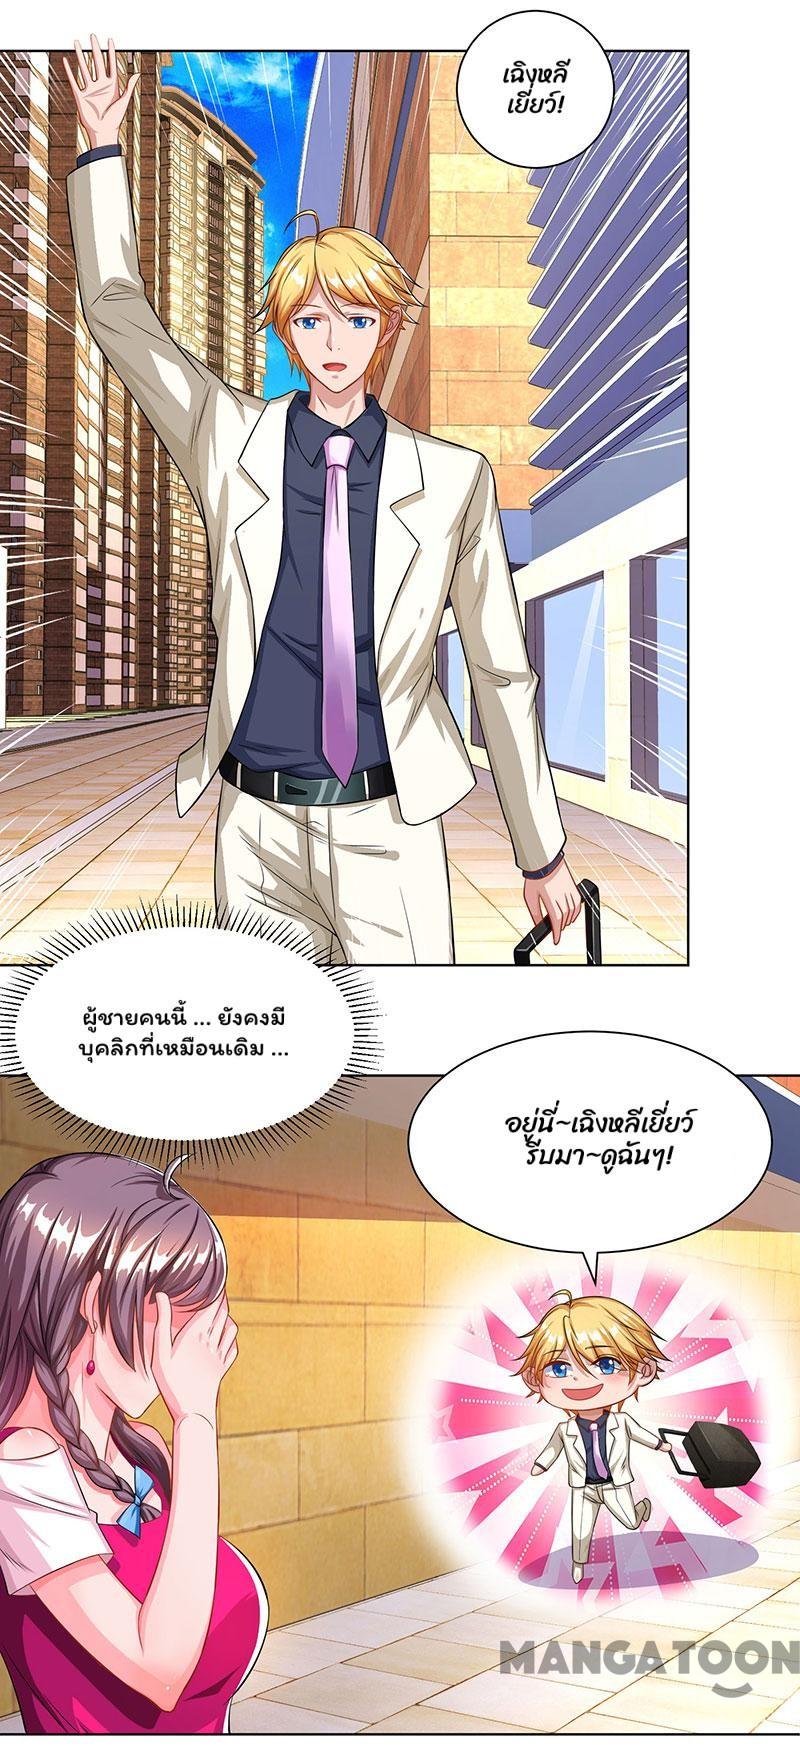 เฉิงหลี
เยี่ยว์!
ผู้ชายคนนี้ ... ยังคงมี
บุคลิกที่เหมือนเดิม ...
อยู่นี่~เฉิงหลีเยี่ยว์
รีบมา~ดูฉันๆ!
MANGATOON